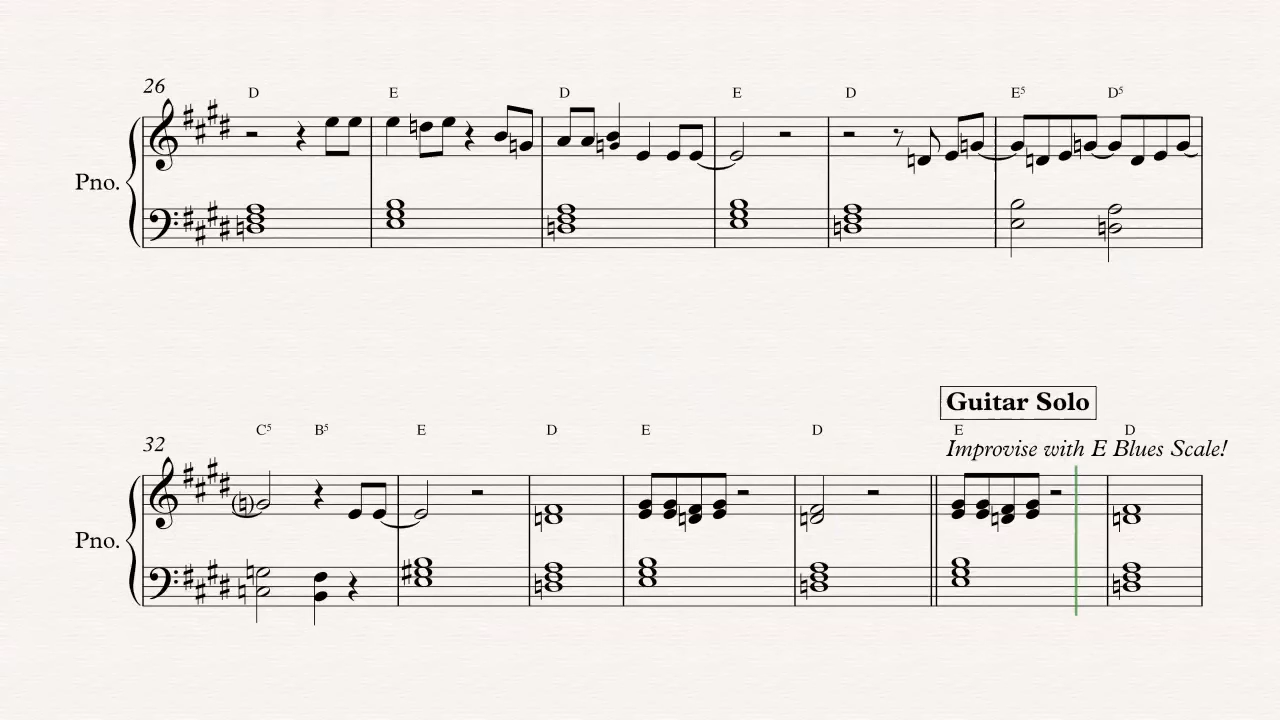 26
D E D E D E⁵ D⁵
Pno.
Guitar Solo
32
C⁵ B⁵ E D E D E D
Improvise with E Blues Scale!
Pno.